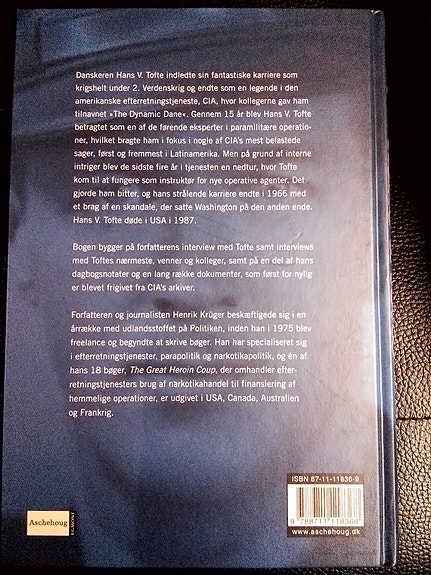 Danskeren Hans V. Tofte indledte sin fantastiske karriere som
krigshelt under 2. Verdenskrig og endte som en legende i den
amerikanske efterretningstjeneste, CIA, hvor kollegerne gav ham
tilnavnet »The Dynamic Dane«. Gennem 15 år blev Hans V. Tofte
betragtet som en af de førende eksperter i paramilitære operatio-
ner, hvilket bragte ham i fokus i nogle af CIA's mest belastede
sager, først og fremmest i Latinamerika. Men på grund af interne
intriger blev de sidste fire år i tjenesten en nedtur, hvor Tofte
kom til at fungere som instruktør for nye operative agenter. Det
gjorde ham bitter, og hans strålende karriere endte i 1966 med
et brag af en skandale, der satte Washington på den anden ende.
Hans V. Tofte døde i USA i 1987.
Bogen bygger på forfatterens interview med Tofte samt interviews
med Toftes nærmeste, venner og kolleger, samt på en del af hans
dagbogsnotater og en lang række dokumenter, som først for nylig
er blevet frigivet fra CIA's arkiver.
Forfatteren og journalisten Henrik Krüger beskæftigede sig i en
årrække med udlandsstoffet på Politiken, inden han i 1975 blev
freelance og begyndte at skrive bøger. Han har specialiseret sig
i efterretningstjenester, parapolitik og narkotikapolitik, og én af
hans 18 bøger, The Great Heroin Coup, der omhandler efter-
retningstjenesters brug af narkotikahandel til finansiering af
hemmelige operationer, er udgivet i USA, Canada, Australien
og Frankrig.
ISBN 87-11-11836-9
9 788711 118368
www.aschehoug.dk
Aschehoug
EGMONT